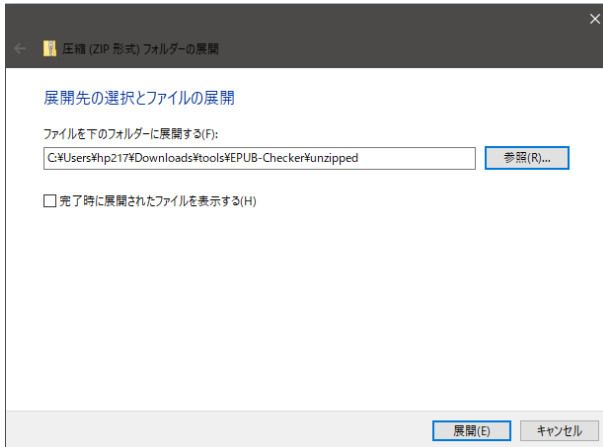 圧縮 (ZIP 形式) フォルダーの展開
展開先の選択とファイルの展開
ファイルを下のフォルダーに展開する(F):
C:¥Users¥hp217¥Downloads¥tools¥EPUB-Checker¥unzipped
参照(R)...
完了時に展開されたファイルを表示する(H)
展開(E)
キャンセル